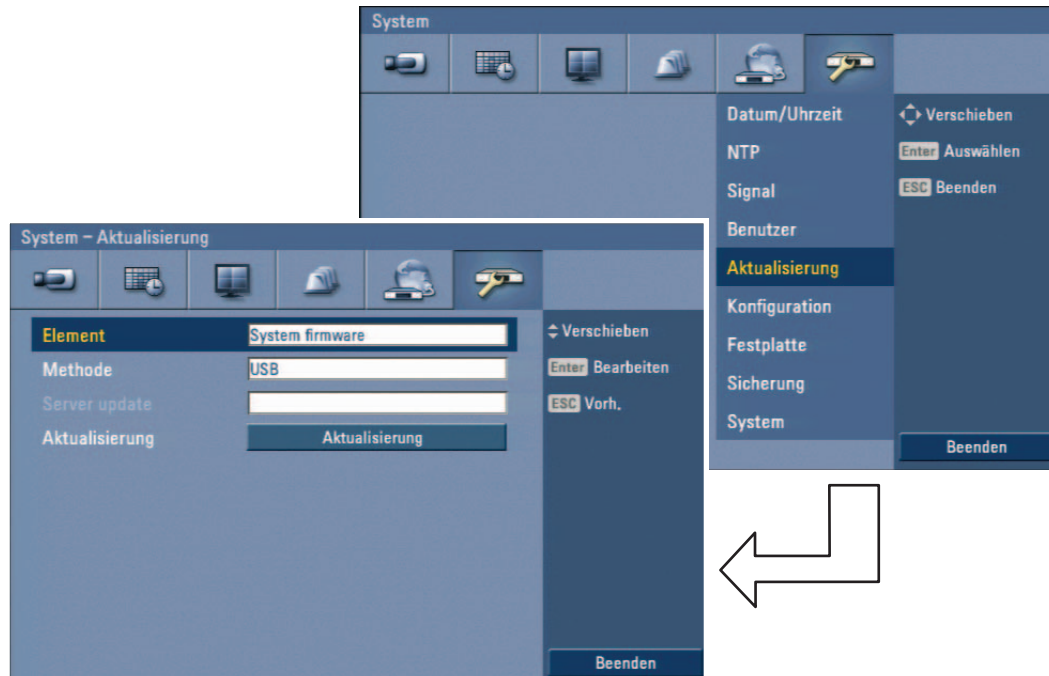 System
Datum/Uhrzeit
NTP
Signal
Benutzer
Aktualisierung
Konfiguration
Festplatte
Sicherung
System
Verschieben
Enter Auswählen
ESC Beenden
Beenden
System – Aktualisierung
Element System firmware
Methode USB
Server update
Aktualisierung Aktualisierung
Verschieben
Enter Bearbeiten
ESC Vorh.
Beenden